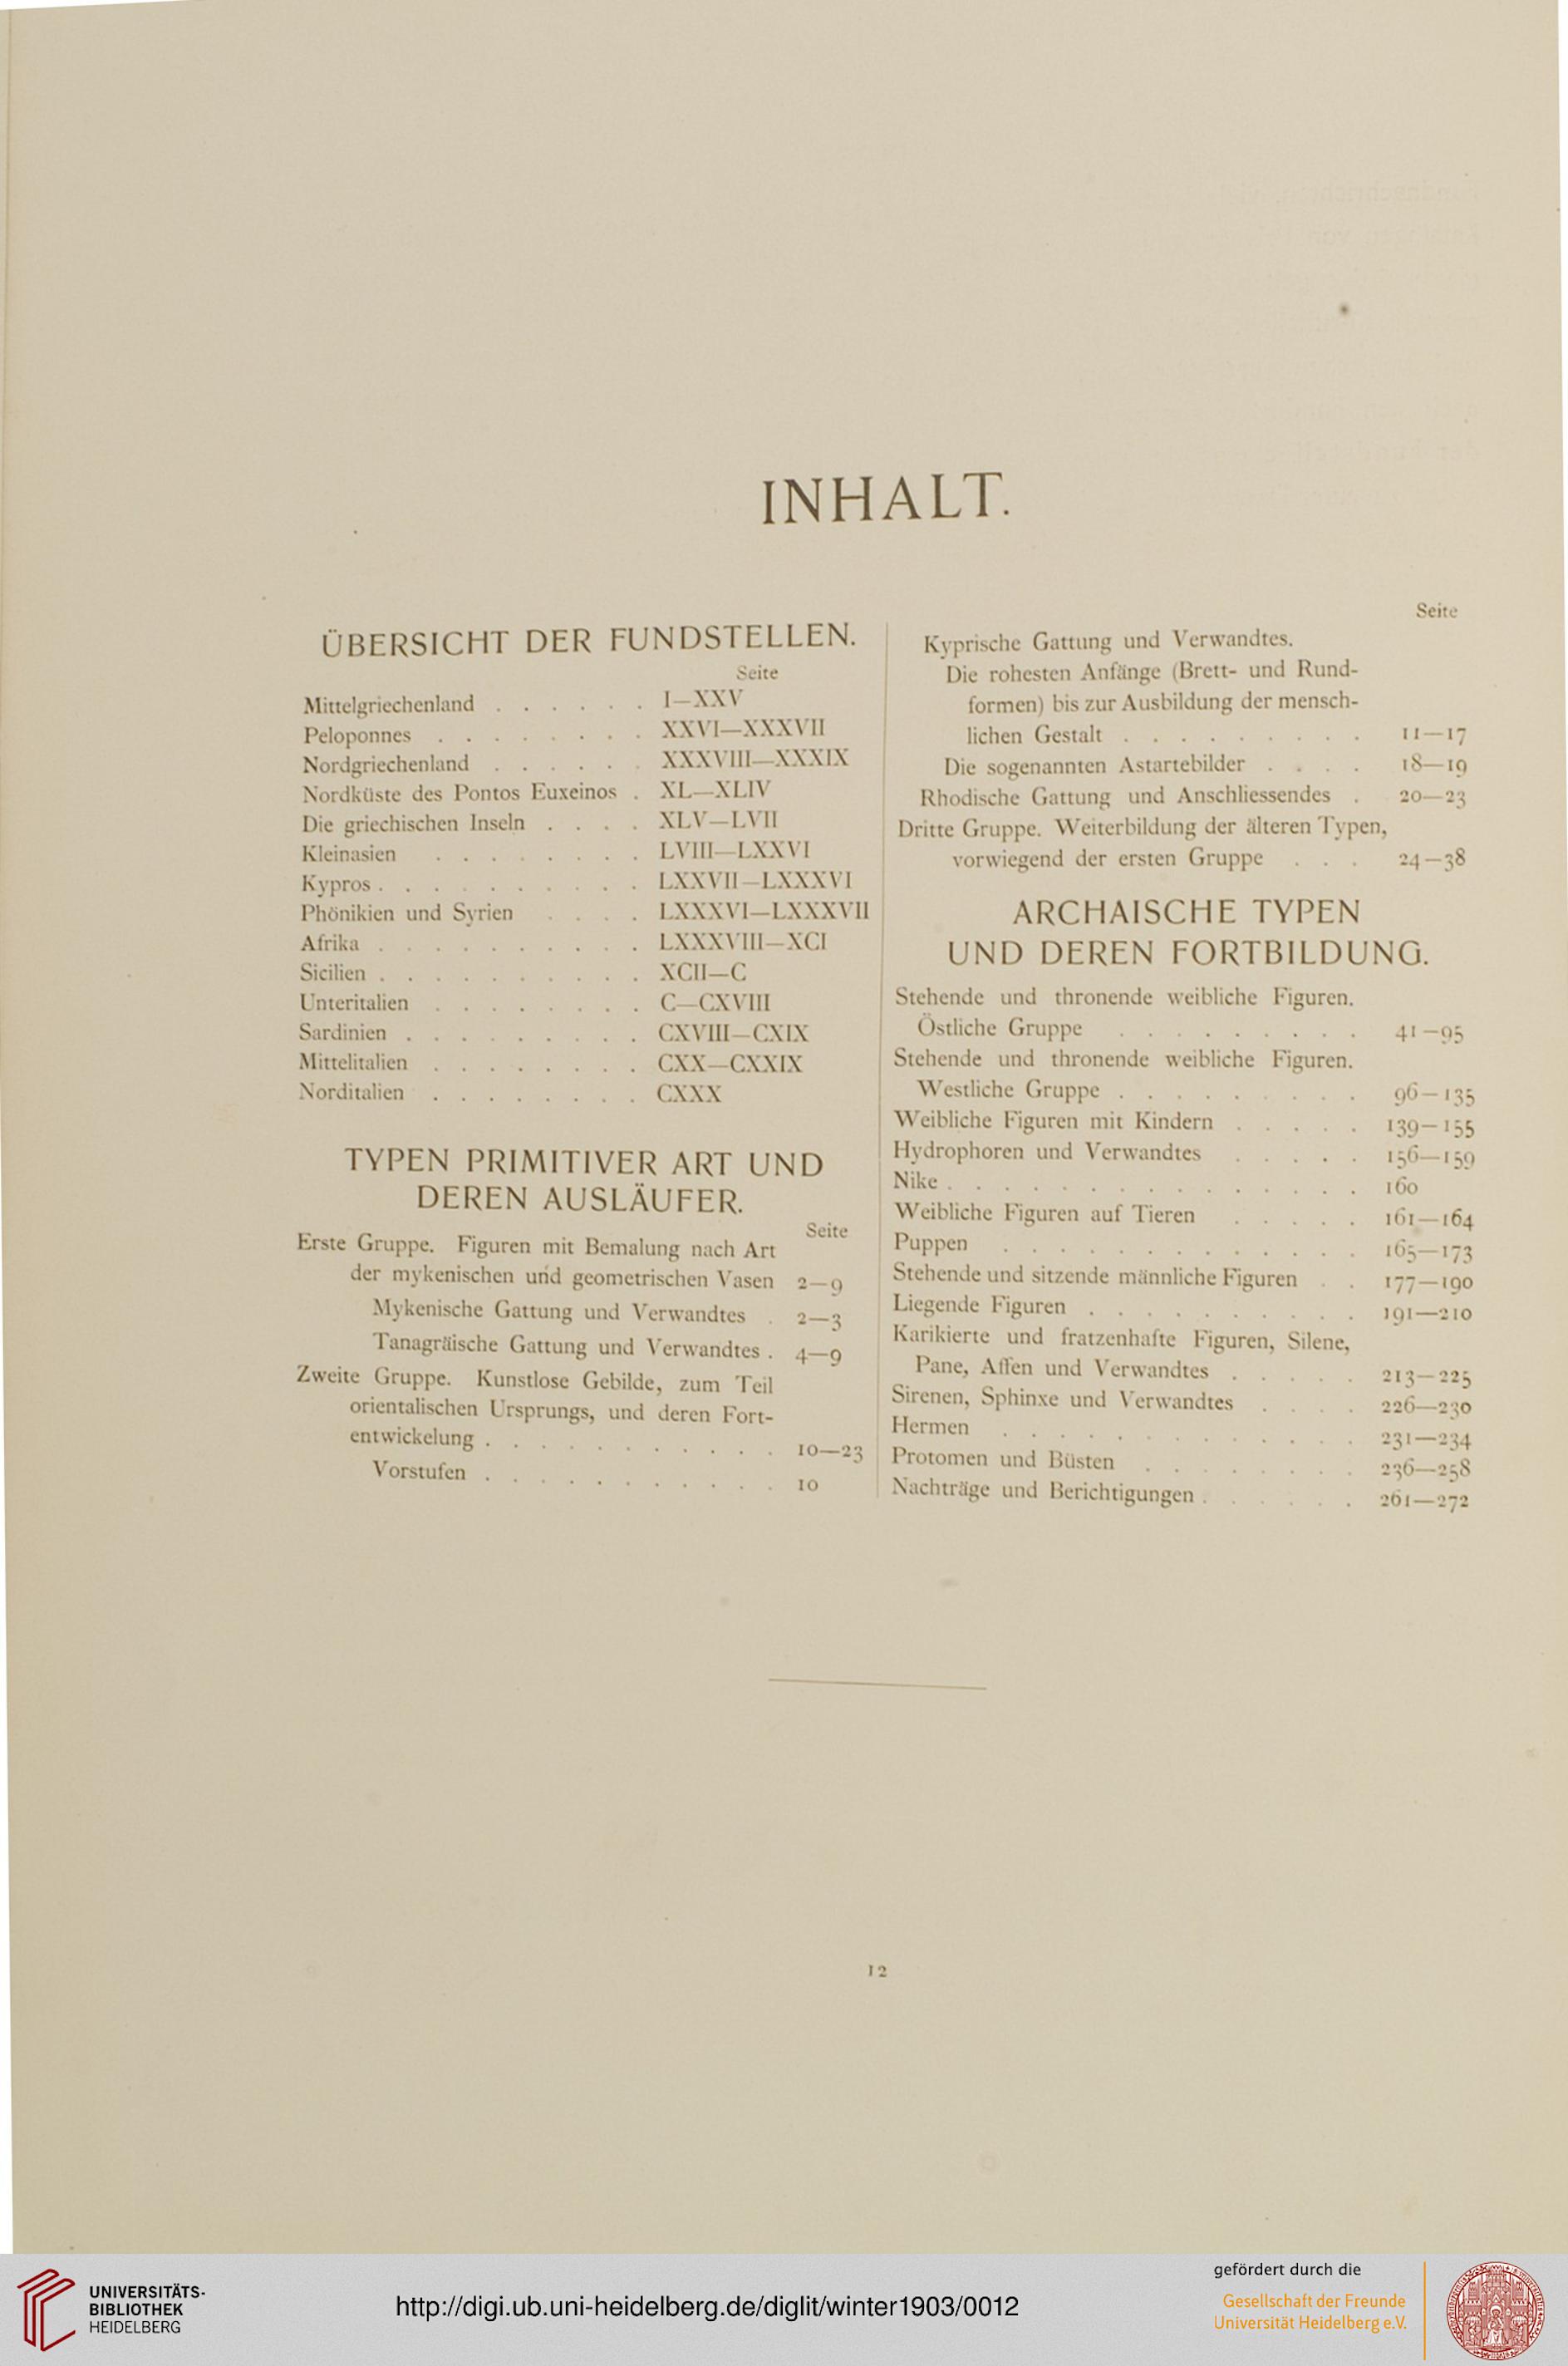 INHALT.
ÜBERSICHT DER FUNDSTELLEN.
Seite
Mittelgriechenland . . . . . . I—XXV
Peloponnes . . . . . . . . XXVI—XXXVII
Nordgriechenland . . . . . . XXXVIII—XXXIX
Nordküste des Pontos Euxeinos . XL—XLIV
Die griechischen Inseln . . . . XLV—LVII
Kleinasien . . . . . . . . LVIII—LXXVI
Kypros . . . . . . . . . . LXXVII—LXXXVI
Phönikien und Syrien . . . . LXXXVI—LXXXVII
Afrika . . . . . . . . . . LXXXVIII—XCI
Sicilien . . . . . . . . . . XCII—C
Unteritalien . . . . . . . . C—CXVIII
Sardinien . . . . . . . . . CXVIII—CXIX
Mittelitalien . . . . . . . . CXX—CXXIX
Norditalien . . . . . . . . CXXX
TYPEN PRIMITIVER ART UND
DEREN AUSLÄUFER.
Seite
Erste Gruppe. Figuren mit Bemalung nach Art
der mykenischen und geometrischen Vasen 2—9
Mykenische Gattung und Verwandtes . 2—3
Tanagräische Gattung und Verwandtes . 4—9
Zweite Gruppe. Kunstlose Gebilde, zum Teil
orientalischen Ursprungs, und deren Fort-
entwickelung . . . . . . . . . . . 10—23
Vorstufen . . . . . . . . . . . 10
Seite
Kyprische Gattung und Verwandtes.
Die rohesten Anfänge (Brett- und Rund-
formen) bis zur Ausbildung der mensch-
lichen Gestalt . . . . . . . . . 11—17
Die sogenannten Astartebilder . . . . 18—19
Rhodische Gattung und Anschliessendes . 20—23
Dritte Gruppe. Weiterbildung der älteren Typen,
vorwiegend der ersten Gruppe . . . 24—38
ARCHAISCHE TYPEN
UND DEREN FORTBILDUNG.
Stehende und thronende weibliche Figuren.
Östliche Gruppe . . . . . . . . . 41—95
Stehende und thronende weibliche Figuren.
Westliche Gruppe . . . . . . . . . 96—135
Weibliche Figuren mit Kindern . . . . . 139—155
Hydrophoren und Verwandtes . . . . . 156—159
Nike . . . . . . . . . . . . . . . 160
Weibliche Figuren auf Tieren . . . . . 161—164
Puppen . . . . . . . . . . . . . 165—173
Stehende und sitzende männliche Figuren . . 177—190
Liegende Figuren . . . . . . . . . . 191—210
Karikierte und fratzenhafte Figuren, Silene,
Pane, Affen und Verwandtes . . . . . 213—225
Sirenen, Sphinxe und Verwandtes . . . . 226—230
Hermen . . . . . . . . . . . . . 231—234
Protomen und Büsten . . . . . . . . 236—258
Nachträge und Berichtigungen . . . . . . 261—272
12
UNIVERSITÄTS-
BIBLIOTHEK
HEIDELBERG
http://digi.ub.uni-heidelberg.de/diglit/winter1903/0012
gefördert durch die
Gesellschaft der Freunde
Universität Heidelberg e.V.